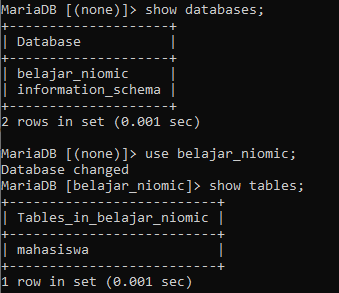 MariaDB [(none)]> show databases;
+--------------------+
| Database           |
+--------------------+
| belajar_niomic     |
| information_schema |
+--------------------+
2 rows in set (0.001 sec)

MariaDB [(none)]> use belajar_niomic;
Database changed
MariaDB [belajar_niomic]> show tables;
+--------------------------+
| Tables_in_belajar_niomic |
+--------------------------+
| mahasiswa                |
+--------------------------+
1 row in set (0.001 sec)